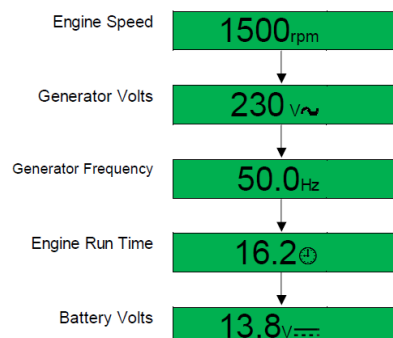 Engine Speed
1500rpm
Generator Volts
230 V
Generator Frequency
50.0Hz
Engine Run Time
16.2
Battery Volts
13.8V